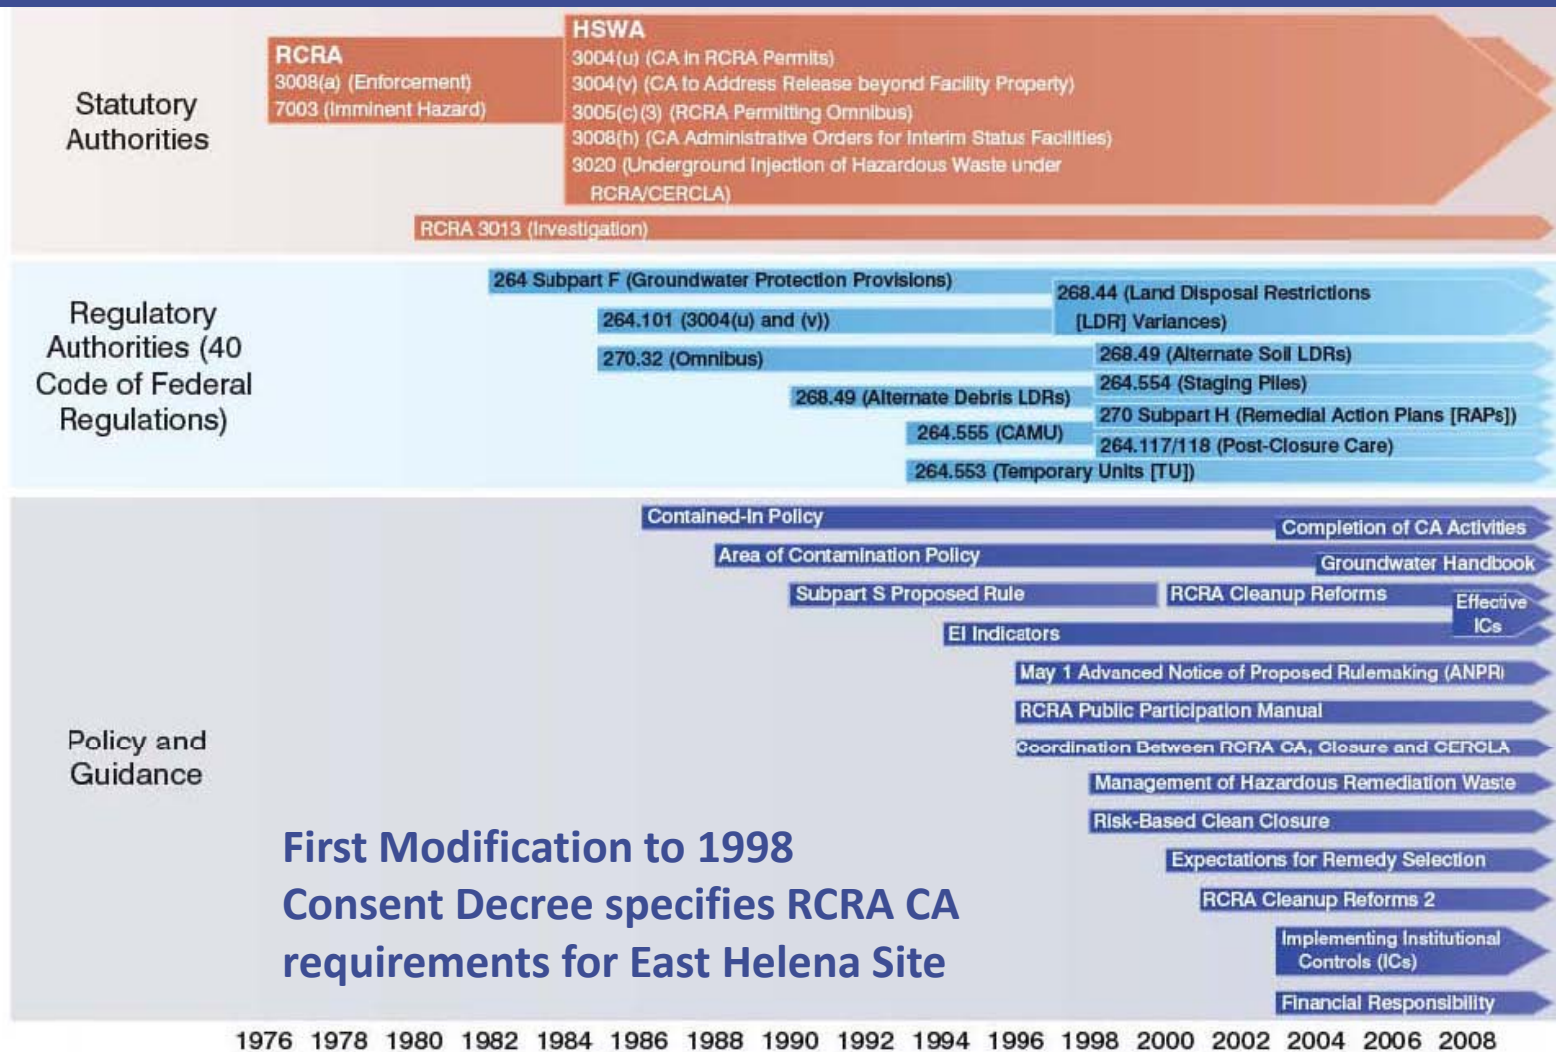 Statutory
Authorities
RCRA
3008(a) (Enforcement)
7003 (Imminent Hazard)
HSWA
3004(u) (CA in RCRA Permits)
3004(v) (CA to Address Release beyond Facility Property)
3005(c)(3) (RCRA Permitting Omnibus)
3008(h) (CA Administrative Orders for Interim Status Facilities)
3020 (Underground Injection of Hazardous Waste under
RCRA/CERCLA)
RCRA 3013 (Investigation)
Regulatory
Authorities (40
Code of Federal
Regulations)
264 Subpart F (Groundwater Protection Provisions)
268.44 (Land Disposal Restrictions
[LDR] Variances)
264.101 (3004(u) and (v))
270.32 (Omnibus)
268.49 (Alternate Soil LDRs)
264.554 (Staging Piles)
268.49 (Alternate Debris LDRs)
270 Subpart H (Remedial Action Plans [RAPs])
264.555 (CAMU)
264.117/118 (Post-Closure Care)
264.553 (Temporary Units [TU])
Policy and
Guidance
Contained-In Policy
Completion of CA Activities
Area of Contamination Policy
Groundwater Handbook
Subpart S Proposed Rule
RCRA Cleanup Reforms
Effective
ICs
EI Indicators
May 1 Advanced Notice of Proposed Rulemaking (ANPR)
RCRA Public Participation Manual
Coordination Between RCRA CA, Closure and CERCLA
Management of Hazardous Remediation Waste
Risk-Based Clean Closure
Expectations for Remedy Selection
RCRA Cleanup Reforms 2
Implementing Institutional
Controls (ICs)
Financial Responsibility
First Modification to 1998
Consent Decree specifies RCRA CA
requirements for East Helena Site
1976 1978 1980 1982 1984 1986 1988 1990 1992 1994 1996 1998 2000 2002 2004 2006 2008